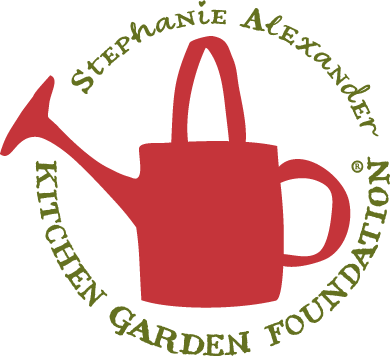 Stephanie Alexander
KITCHEN GARDEN FOUNDATION®